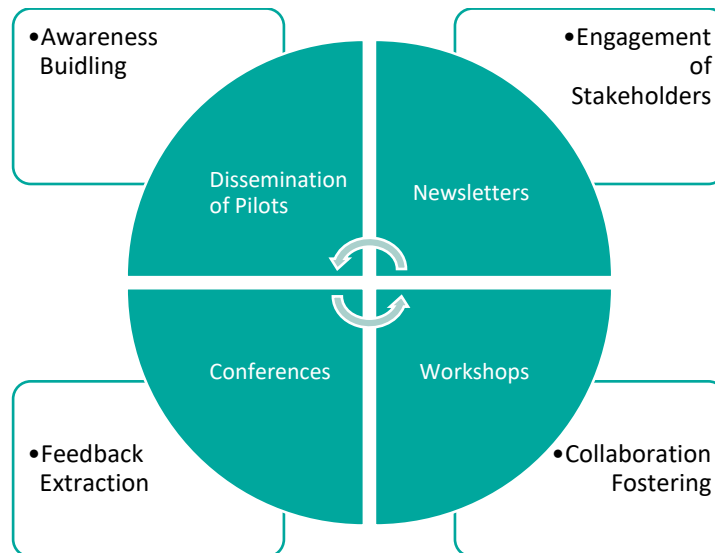 •Awareness
Buidling
•Engagement
of
Stakeholders
Dissemination
of Pilots
Newsletters
Conferences
Workshops
•Feedback
Extraction
•Collaboration
Fostering